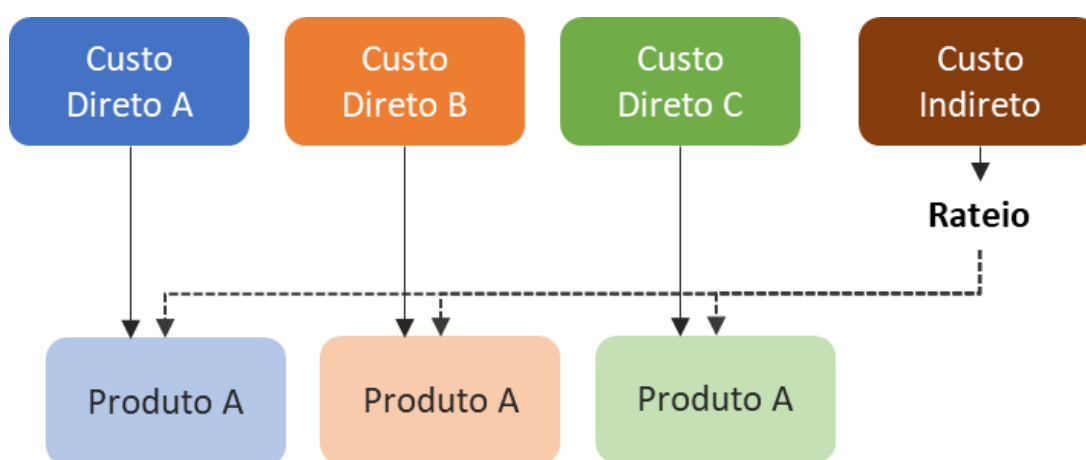 Custo
Direto A
Custo
Direto B
Custo
Direto C
Custo
Indireto
Rateio
Produto A
Produto A
Produto A